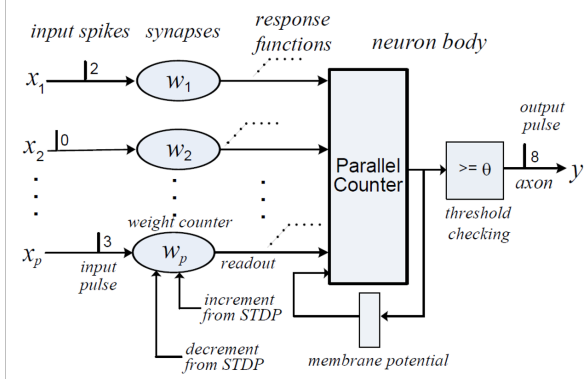 input spikes synapses response functions neuron body
x1 2 w1
output pulse
x2 0 w2
Parallel Counter
>= θ 8 y
axon
threshold checking
weight counter
xp 3 wp
input pulse
readout
increment from STDP
decrement from STDP
membrane potential